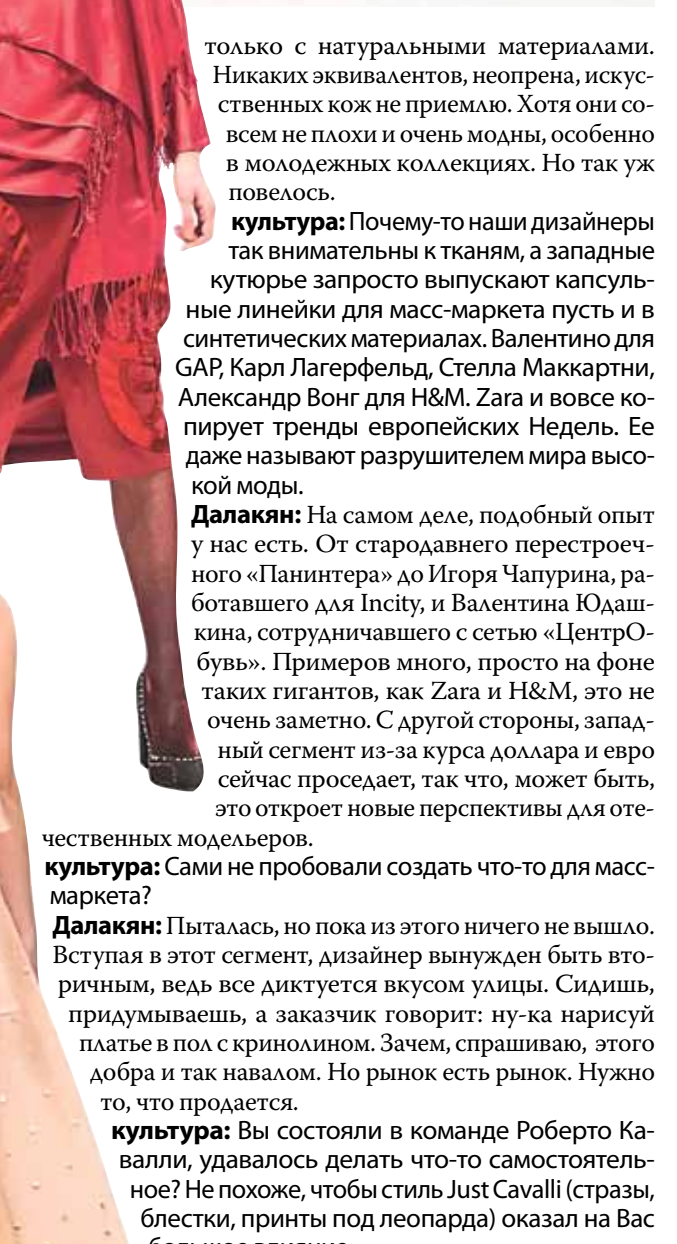 только с натуральными материалами.
Никаких эквивалентов, неопрена, искус-
ственных кож не приемлю. Хотя они со-
всем не плохи и очень модны, особенно
в молодежных коллекциях. Но так уж
повелось.
культура: Почему-то наши дизайнеры
так внимательны к тканям, а западные
кутюрье запросто выпускают капсуль-
ные линейки для масс-маркета пусть и в
синтетических материалах. Валентино для
GAP, Карл Лагерфельд, Стелла Маккартни,
Александр Вонг для H&M. Zara и вовсе ко-
пирует тренды европейских Недель. Ее
даже называют разрушителем мира высо-
кой моды.
Далакян: На самом деле, подобный опыт
у нас есть. От стародавнего перестроеч-
ного «Панинтера» до Игоря Чапурина, ра-
ботавшего для Incity, и Валентина Юдаш-
кина, сотрудничавшего с сетью «ЦентрО-
бувь». Примеров много, просто на фоне
таких гигантов, как Zara и H&M, это не
очень заметно. С другой стороны, запад-
ный сегмент из-за курса доллара и евро
сейчас проседает, так что, может быть,
это откроет новые перспективы для оте-
чественных модельеров.
культура: Сами не пробовали создать что-то для масс-
маркета?
Далакян: Пыталась, но пока из этого ничего не вышло.
Вступая в этот сегмент, дизайнер вынужден быть вто-
ричным, ведь все диктуется вкусом улицы. Сидишь,
придумываешь, а заказчик говорит: ну-ка нарисуй
платье в пол с кринолином. Зачем, спрашиваю, этого
добра и так навалом. Но рынок есть рынок. Нужно
то, что продается.
культура: Вы состояли в команде Роберто Ка-
валли, удавалось делать что-то самостоятель-
ное? Не похоже, чтобы стиль Just Cavalli (стразы,
блестки, принты под леопарда) оказал на Вас